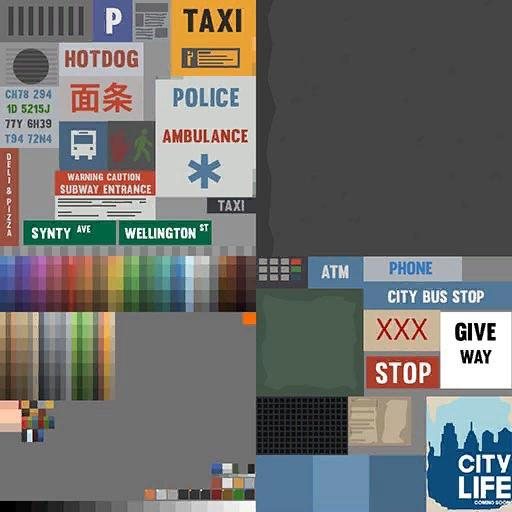 P
TAXI
HOTDOG
面条
CH78 294
1D 5215J
77Y 6H39
T94 72N4
POLICE
AMBULANCE
DELI & PIZZA
WARNING CAUTION
SUBWAY ENTRANCE
TAXI
SYNTY AVE
WELLINGTON ST
ATM
PHONE
CITY BUS STOP
XXX
GIVE
WAY
STOP
CITY
LIFE
COMING SOON